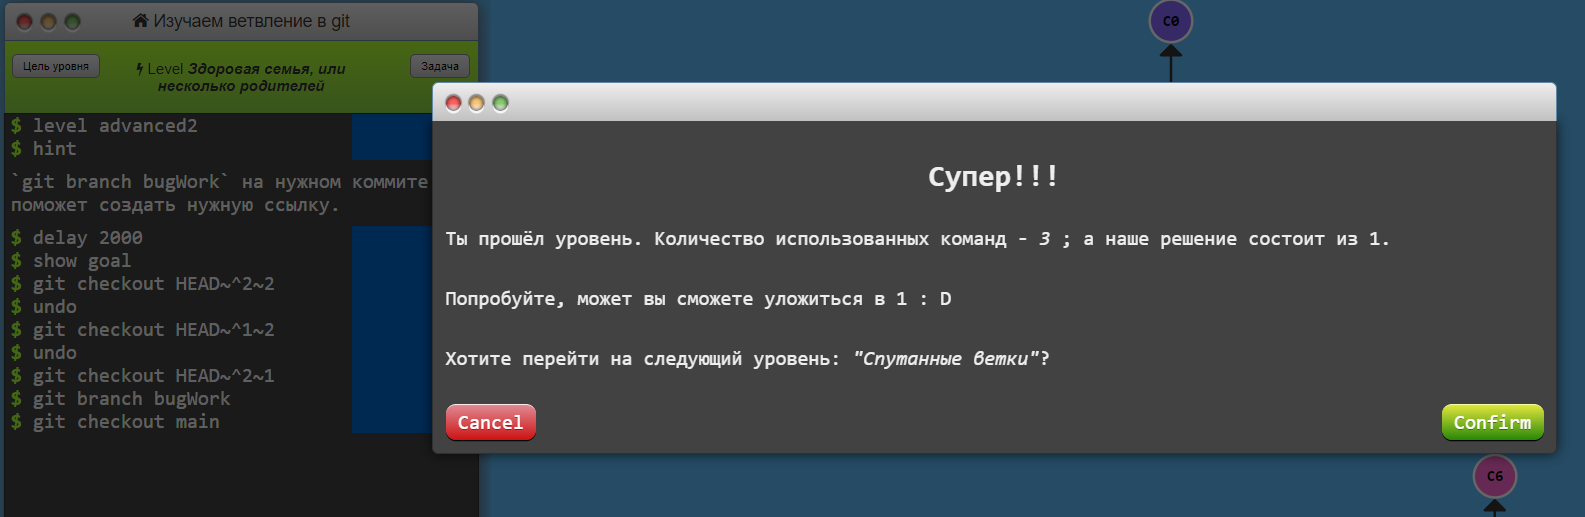 Изучаем ветвление в git
Цель уровня
Level Здоровая семья, или
несколько родителей
Задача
$ level advanced2
$ hint
`git branch bugWork` на нужном коммите
поможет создать нужную ссылку.
$ delay 2000
$ show goal
$ git checkout HEAD~^2~2
$ undo
$ git checkout HEAD~^1~2
$ undo
$ git checkout HEAD~^2~1
$ git branch bugWork
$ git checkout main
C0
Супер!!!
Ты прошёл уровень. Количество использованных команд - 3 ; а наше решение состоит из 1.
Попробуйте, может вы сможете уложиться в 1 : D
Хотите перейти на следующий уровень: "Спутанные ветки"?
Cancel
Confirm
C6